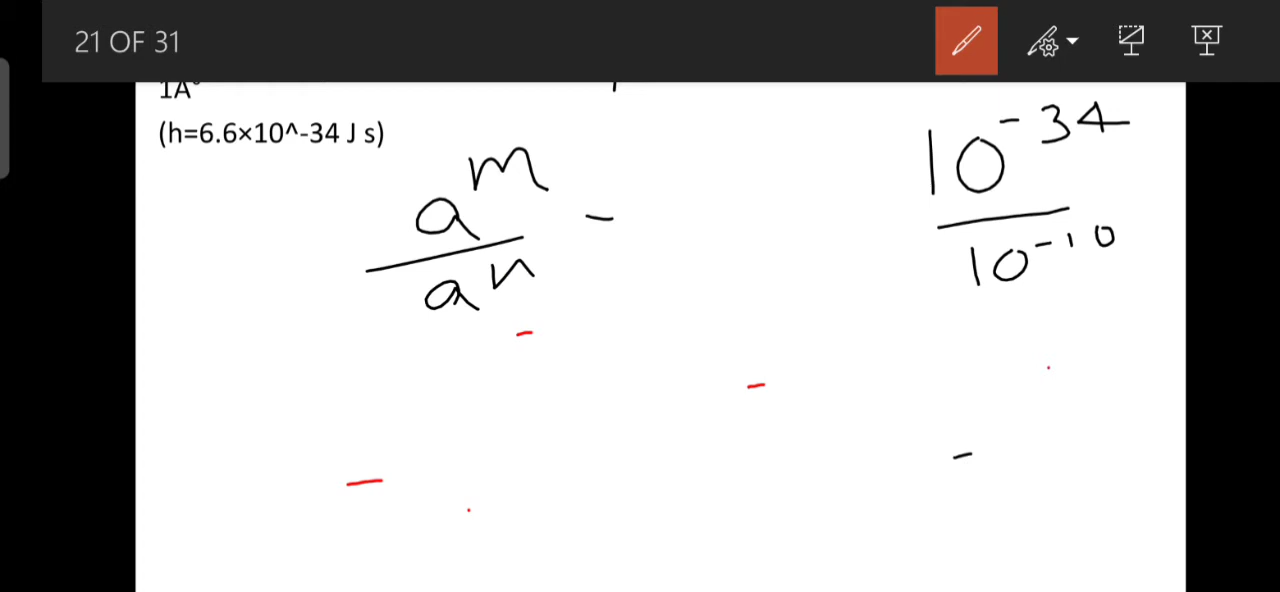 21 OF 31
1A°
(h=6.6×10^-34 J s)
a^m / a^n -
10^-34 / 10^-10